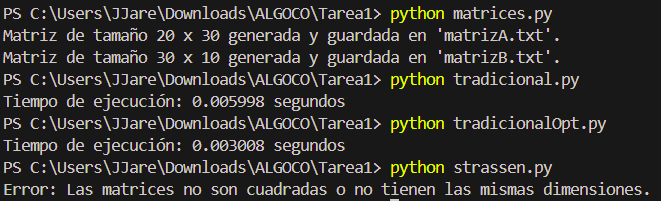 PS C:\Users\JJare\Downloads\ALGOCO\Tarea1> python matrices.py
Matriz de tamaño 20 x 30 generada y guardada en 'matrizA.txt'.
Matriz de tamaño 30 x 10 generada y guardada en 'matrizB.txt'.
PS C:\Users\JJare\Downloads\ALGOCO\Tarea1> python tradicional.py
Tiempo de ejecución: 0.005998 segundos
PS C:\Users\JJare\Downloads\ALGOCO\Tarea1> python tradicionalOpt.py
Tiempo de ejecución: 0.003008 segundos
PS C:\Users\JJare\Downloads\ALGOCO\Tarea1> python strassen.py
Error: Las matrices no son cuadradas o no tienen las mismas dimensiones.